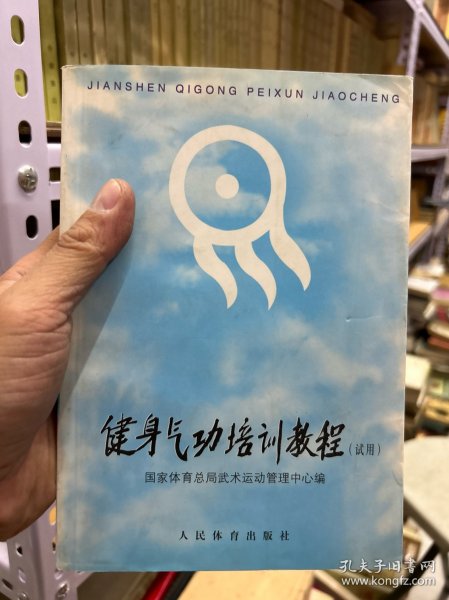 JIANSHEN QIGONG PEIXUN JIAOCHENG
健身气功培训教程(试用)
国家体育总局武术运动管理中心编
人民体育出版社
孔夫子旧书网
www.kongfz.com